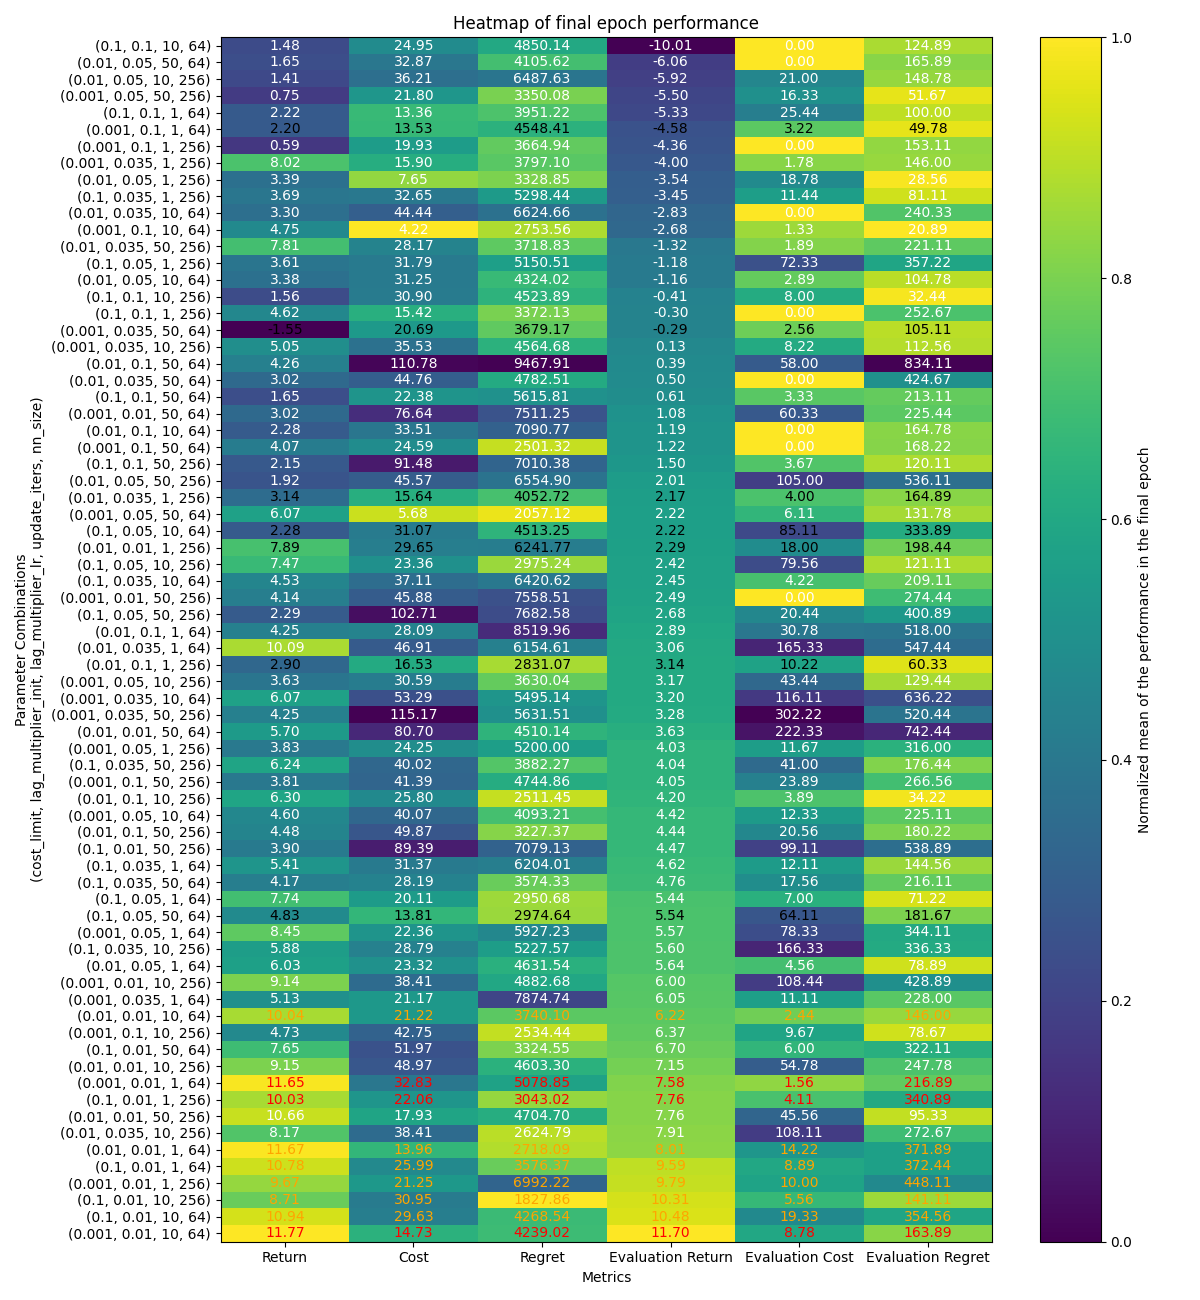 Heatmap of final epoch performance
(0.1, 0.1, 10, 64) 1.48 24.95 4850.14 -10.01 0.00 124.89
(0.01, 0.05, 50, 64) 1.65 32.87 4105.62 -6.06 0.00 165.89
(0.01, 0.05, 10, 256) 1.41 36.21 6487.63 -5.92 21.00 148.78
(0.001, 0.05, 50, 256) 0.75 21.80 3350.08 -5.50 16.33 51.67
(0.1, 0.1, 1, 64) 2.22 13.36 3951.22 -5.33 25.44 100.00
(0.001, 0.1, 1, 64) 2.20 13.53 4548.41 -4.58 3.22 49.78
(0.001, 0.1, 1, 256) 0.59 19.93 3664.94 -4.36 0.00 153.11
(0.001, 0.035, 1, 256) 8.02 15.90 3797.10 -4.00 1.78 146.00
(0.01, 0.05, 1, 256) 3.39 7.65 3328.85 -3.54 18.78 28.56
(0.1, 0.035, 1, 256) 3.69 32.65 5298.44 -3.45 11.44 81.11
(0.01, 0.035, 10, 64) 3.30 44.44 6624.66 -2.83 0.00 240.33
(0.001, 0.1, 10, 64) 4.75 4.22 2753.56 -2.68 1.33 20.89
(0.01, 0.035, 50, 256) 7.81 28.17 3718.83 -1.32 1.89 221.11
(0.1, 0.05, 1, 256) 3.61 31.79 5150.51 -1.18 72.33 357.22
(0.01, 0.05, 10, 64) 3.38 31.25 4324.02 -1.16 2.89 104.78
(0.1, 0.1, 10, 256) 1.56 30.90 4523.89 -0.41 8.00 32.44
(0.1, 0.1, 1, 256) 4.62 15.42 3372.13 -0.30 0.00 252.67
(0.001, 0.035, 50, 64) -1.55 20.69 3679.17 -0.29 2.56 105.11
(0.001, 0.035, 10, 256) 5.05 35.53 4564.68 0.13 8.22 112.56
(0.01, 0.1, 50, 64) 4.26 110.78 9467.91 0.39 58.00 834.11
(0.01, 0.035, 50, 64) 3.02 44.76 4782.51 0.50 0.00 424.67
(0.1, 0.1, 50, 64) 1.65 22.38 5615.81 0.61 3.33 213.11
(0.001, 0.01, 50, 64) 3.02 76.64 7511.25 1.08 60.33 225.44
(0.01, 0.1, 10, 64) 2.28 33.51 7090.77 1.19 0.00 164.78
(0.001, 0.1, 50, 64) 4.07 24.59 2501.32 1.22 0.00 168.22
(0.1, 0.1, 50, 256) 2.15 91.48 7010.38 1.50 3.67 120.11
(0.01, 0.05, 50, 256) 1.92 45.57 6554.90 2.01 105.00 536.11
(0.01, 0.035, 1, 256) 3.14 15.64 4052.72 2.17 4.00 164.89
(0.001, 0.05, 50, 64) 6.07 5.68 2057.12 2.22 6.11 131.78
(0.1, 0.05, 10, 64) 2.28 31.07 4513.25 2.22 85.11 333.89
(0.01, 0.01, 1, 256) 7.89 29.65 6241.77 2.29 18.00 198.44
(0.1, 0.05, 10, 256) 7.47 23.36 2975.24 2.42 79.56 121.11
(0.1, 0.035, 10, 64) 4.53 37.11 6420.62 2.45 4.22 209.11
(0.001, 0.01, 50, 256) 4.14 45.88 7558.51 2.49 0.00 274.44
(0.1, 0.05, 50, 256) 2.29 102.71 7682.58 2.68 20.44 400.89
(0.01, 0.1, 1, 64) 4.25 28.09 8519.96 2.89 30.78 518.00
(0.01, 0.035, 1, 64) 10.09 46.91 6154.61 3.06 165.33 547.44
(0.01, 0.1, 1, 256) 2.90 16.53 2831.07 3.14 10.22 60.33
(0.001, 0.05, 10, 256) 3.63 30.59 3630.04 3.17 43.44 129.44
(0.001, 0.035, 10, 64) 6.07 53.29 5495.14 3.20 116.11 636.22
(0.001, 0.035, 50, 256) 4.25 115.17 5631.51 3.28 302.22 520.44
(0.01, 0.01, 50, 64) 5.70 80.70 4510.14 3.63 222.33 742.44
(0.001, 0.05, 1, 256) 3.83 24.25 5200.00 4.03 11.67 316.00
(0.1, 0.035, 50, 256) 6.24 40.02 3882.27 4.04 41.00 176.44
(0.001, 0.1, 50, 256) 3.81 41.39 4744.86 4.05 23.89 266.56
(0.01, 0.1, 10, 256) 6.30 25.80 2511.45 4.20 3.89 34.22
(0.001, 0.05, 10, 64) 4.60 40.07 4093.21 4.42 12.33 225.11
(0.01, 0.1, 50, 256) 4.48 49.87 3227.37 4.44 20.56 180.22
(0.1, 0.01, 50, 256) 3.90 89.39 7079.13 4.47 99.11 538.89
(0.1, 0.035, 1, 64) 5.41 31.37 6204.01 4.62 12.11 144.56
(0.1, 0.035, 50, 64) 4.17 28.19 3574.33 4.76 17.56 216.11
(0.1, 0.05, 1, 64) 7.74 20.11 2950.68 5.44 7.00 71.22
(0.1, 0.05, 50, 64) 4.83 13.81 2974.64 5.54 64.11 181.67
(0.001, 0.05, 1, 64) 8.45 22.36 5927.23 5.57 78.33 344.11
(0.1, 0.035, 10, 256) 5.88 28.79 5227.57 5.60 166.33 336.33
(0.01, 0.05, 1, 64) 6.03 23.32 4631.54 5.64 4.56 78.89
(0.001, 0.01, 10, 256) 9.14 38.41 4882.68 6.00 108.44 428.89
(0.001, 0.035, 1, 64) 5.13 21.17 7874.74 6.05 11.11 228.00
(0.01, 0.01, 10, 64) 10.04 21.22 3740.10 6.22 2.44
(0.001, 0.1, 10, 256) 4.73 42.75 2534.44 6.37 9.67 78.67
(0.1, 0.01, 50, 64) 7.65 51.97 3324.55 6.70 6.00 322.11
(0.01, 0.01, 10, 256) 9.15 48.97 4603.30 7.15 54.78 247.78
(0.001, 0.01, 1, 64) 11.65 32.83 5078.85 7.58 1.56 216.89
(0.1, 0.01, 1, 256) 10.03 22.06 3043.02 7.76 4.11 340.89
(0.01, 0.01, 50, 256) 10.66 17.93 4704.70 7.76 45.56 95.33
(0.01, 0.035, 10, 256) 8.17 38.41 2624.79 7.91 108.11 272.67
(0.01, 0.01, 1, 64) 11.67 13.96 2718.09 14.22 371.89
(0.1, 0.01, 1, 64) 10.78 25.99 3576.37 9.59 8.89 372.44
(0.001, 0.01, 1, 256) 21.25 6992.22 9.79 10.00 448.11
(0.1, 0.01, 10, 256) 8.71 30.95 1827.86 10.31 5.56
(0.1, 0.01, 10, 64) 10.94 29.63 4268.54 10.48 19.33 354.56
(0.001, 0.01, 10, 64) 11.77 14.73 4239.02 11.70 8.78 163.89
Return Cost Regret Evaluation Return Evaluation Cost Evaluation Regret
Metrics
Parameter Combinations
(cost_limit, lag_multiplier_init, lag_multiplier_lr, update_iters, nn_size)
1.0
0.8
0.6
0.4
0.2
0.0
Normalized mean of the performance in the final epoch